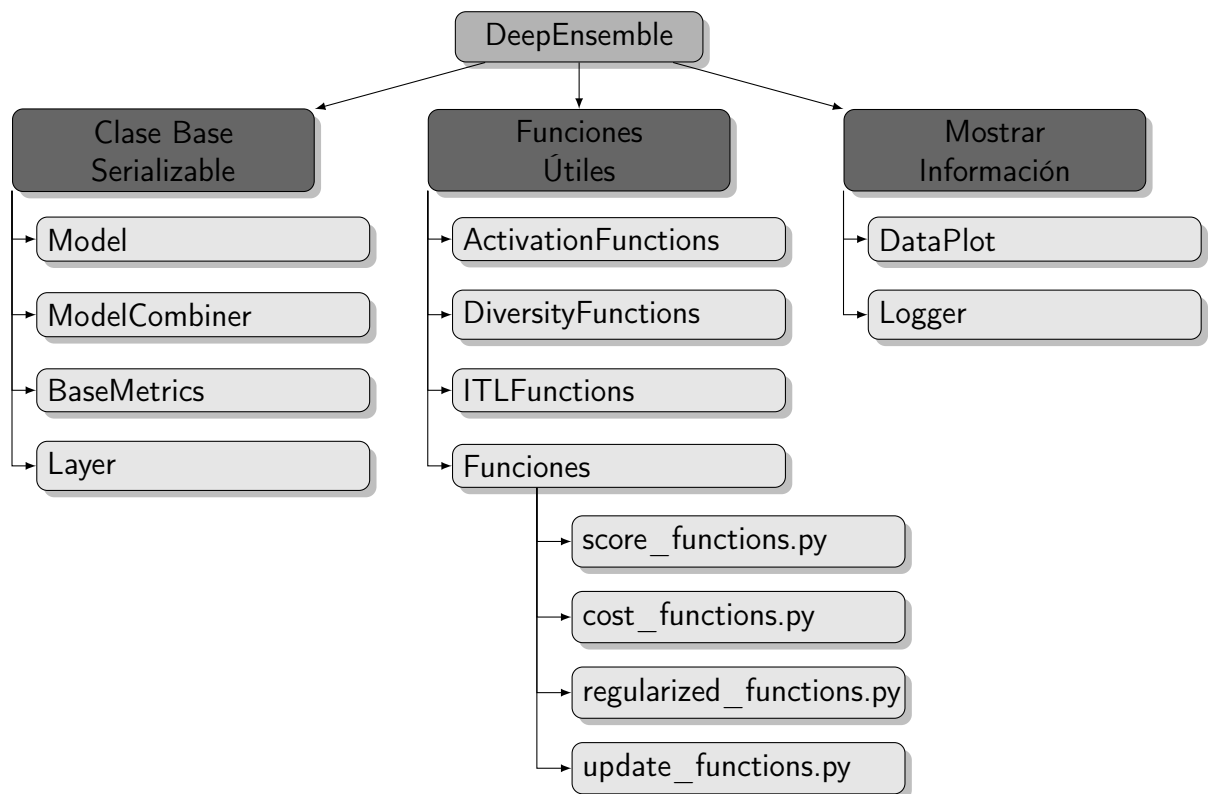 DeepEnsemble
Clase Base
Serializable
Model
ModelCombiner
BaseMetrics
Layer
Funciones
Útiles
ActivationFunctions
DiversityFunctions
ITLFunctions
Funciones
score_functions.py
cost_functions.py
regularized_functions.py
update_functions.py
Mostrar
Información
DataPlot
Logger